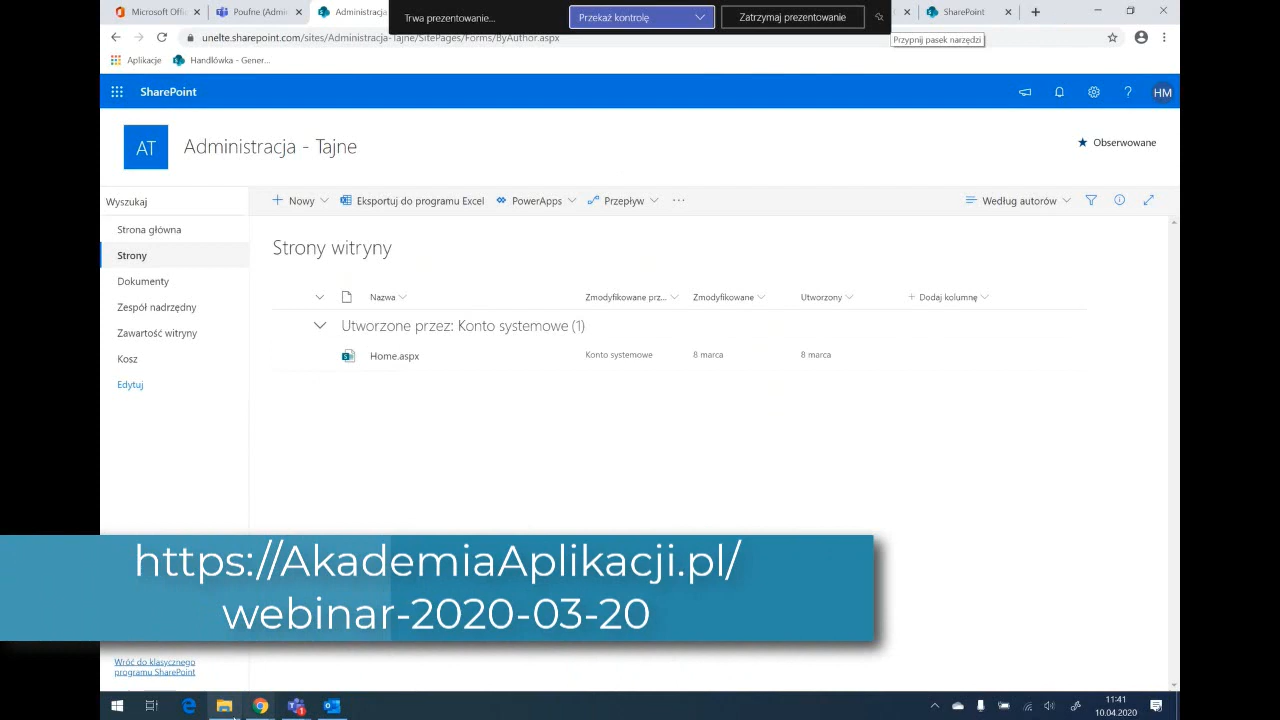 Microsoft Offi
Poufne (Admi
Administracja
Trwa prezentowanie...
Przekaż kontrolę
Zatrzymaj prezentowanie
SharePoint
unelte.sharepoint.com/sites/Administracja-Tajne/SitePages/Forms/ByAuthor.aspx
Przypnij pasek narzędzi
Aplikacje
Handlówka - Gener...
SharePoint
HM
AT
Administracja - Tajne
Obserwowane
Wyszukaj
Nowy
Eksportuj do programu Excel
PowerApps
Przepływ
Według autorów
Strona główna
Strony
Dokumenty
Zespół nadrzędny
Zawartość witryny
Kosz
Edytuj
Strony witryny
Nazwa
Zmodyfikowane prz...
Zmodyfikowane
Utworzony
Dodaj kolumnę
Utworzone przez: Konto systemowe (1)
Home.aspx
Konto systemowe
8 marca
8 marca
https://AkademiaAplikacji.pl/
webinar-2020-03-20
Wróć do klasycznego
programu SharePoint
11:41
10.04.2020